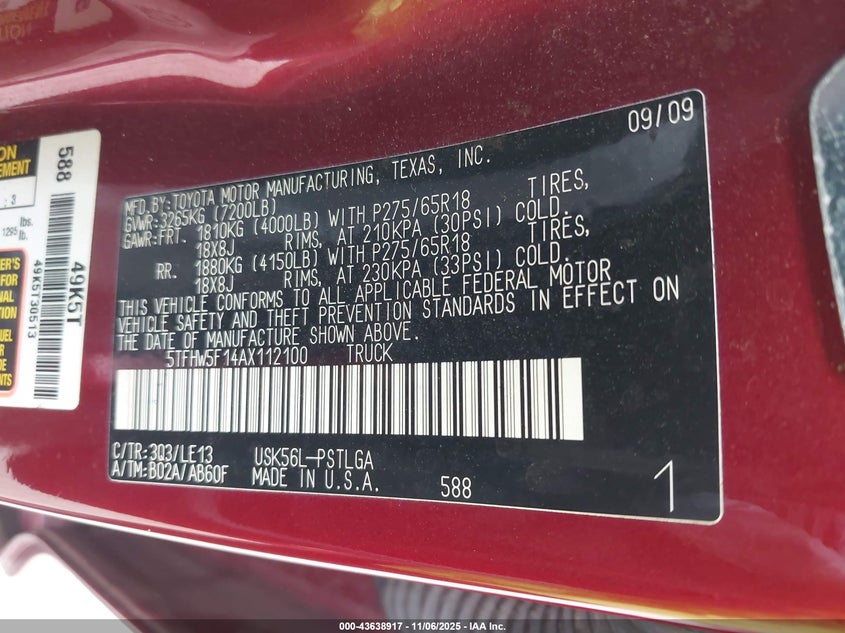 09/09
MFD.BY:TOYOTA MOTOR MANUFACTURING, TEXAS, INC.
GVWR:3265KG (7200LB)
GAWR:FRT. 1810KG (4000LB) WITH P275/65R18 TIRES,
18X8J RIMS, AT 210KPA (30PSI) COLD.
RR. 1880KG (4150LB) WITH P275/65R18 TIRES,
18X8J RIMS, AT 230KPA (33PSI) COLD.
THIS VEHICLE CONFORMS TO ALL APPLICABLE FEDERAL MOTOR
VEHICLE SAFETY AND THEFT PREVENTION STANDARDS IN EFFECT ON
THE DATE OF MANUFACTURE SHOWN ABOVE.
5TFHW5F14AX112100 TRUCK
C/TR: 3Q3/LE13 USK56L-PSTLGA
A/TM: B02A/AB60F MADE IN U.S.A. 588
1
588
49K5T
49K5T30513
1295 lbs.
000-43638917 - 11/06/2025 - IAA Inc.